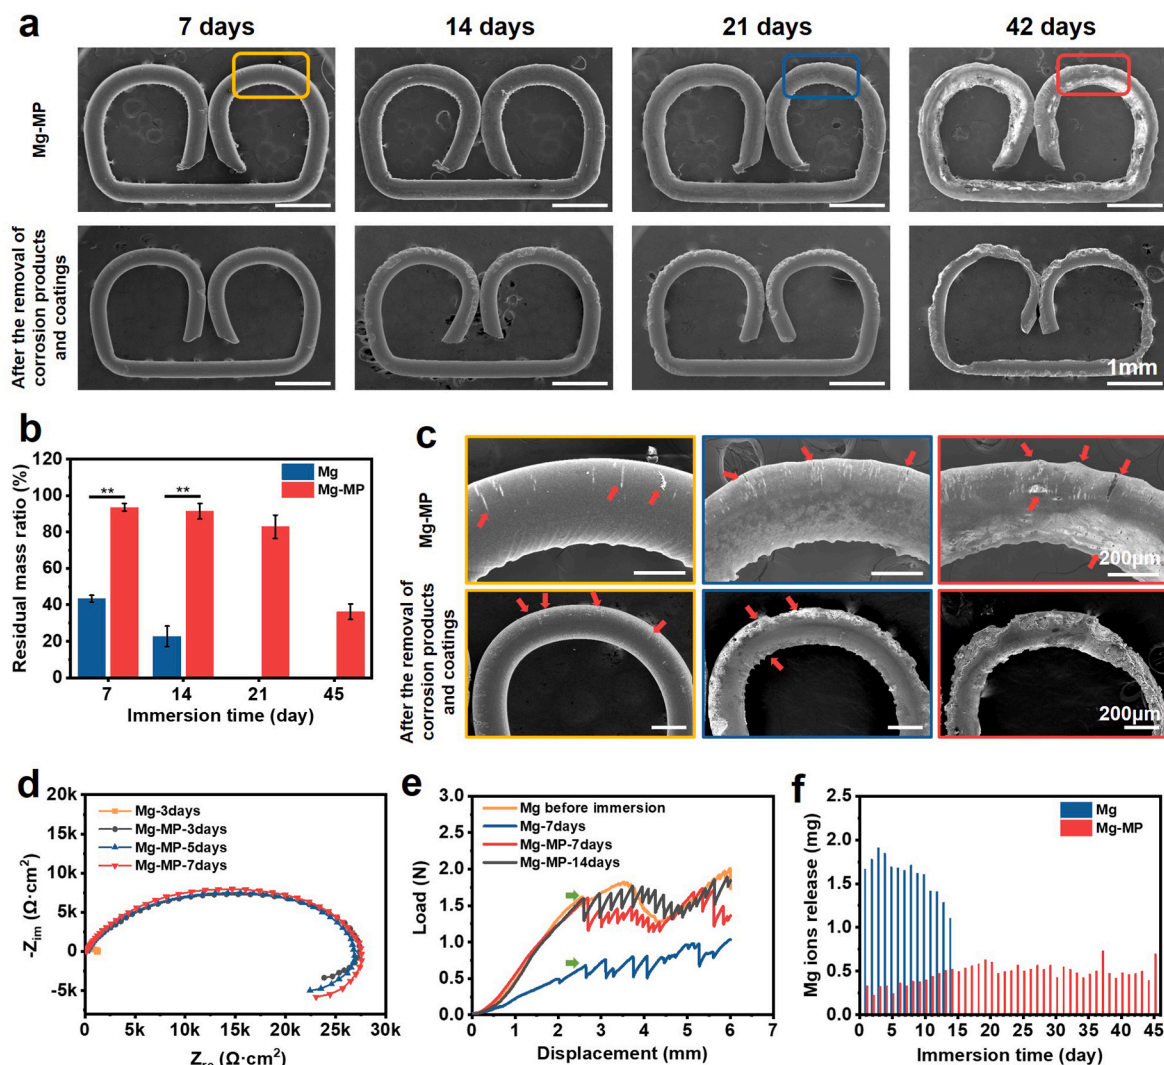 a
7 days
14 days
21 days
42 days
Mg-MP
After the removal of
corrosion products
and coatings
1mm
b
Residual mass ratio (%)
120
100
80
60
40
20
0
Mg
Mg-MP
**
**
7
14
21
45
Immersion time (day)
c
Mg-MP
After the removal of
corrosion products
and coatings
200μm
200μm
d
-Zim (Ω·cm²)
20k
15k
10k
5k
0
-5k
Mg-3days
Mg-MP-3days
Mg-MP-5days
Mg-MP-7days
0
5k
10k
15k
20k
25k
30k
Zre (Ω·cm²)
e
Load (N)
3.0
2.5
2.0
1.5
1.0
0.5
0.0
Mg before immersion
Mg-7days
Mg-MP-7days
Mg-MP-14days
0
1
2
3
4
5
6
7
Displacement (mm)
f
Mg ions release (mg)
2.5
2.0
1.5
1.0
0.5
0.0
Mg
Mg-MP
0
5
10
15
20
25
30
35
40
45
Immersion time (day)